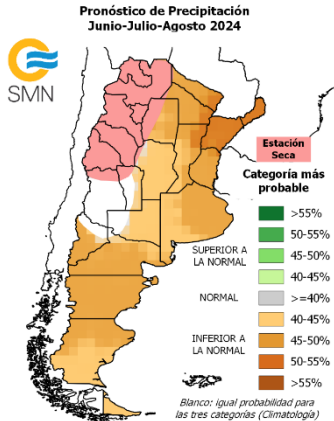 Pronóstico de Precipitación
Junio-Julio-Agosto 2024
SMN
Estación
Seca
Categoría más
probable
>55%
50-55%
45-50%
40-45%
>=40%
40-45%
45-50%
50-55%
>55%
SUPERIOR A
LA NORMAL
NORMAL
INFERIOR A
LA NORMAL
Blanco: igual probabilidad para
las tres categorías (Climatología)